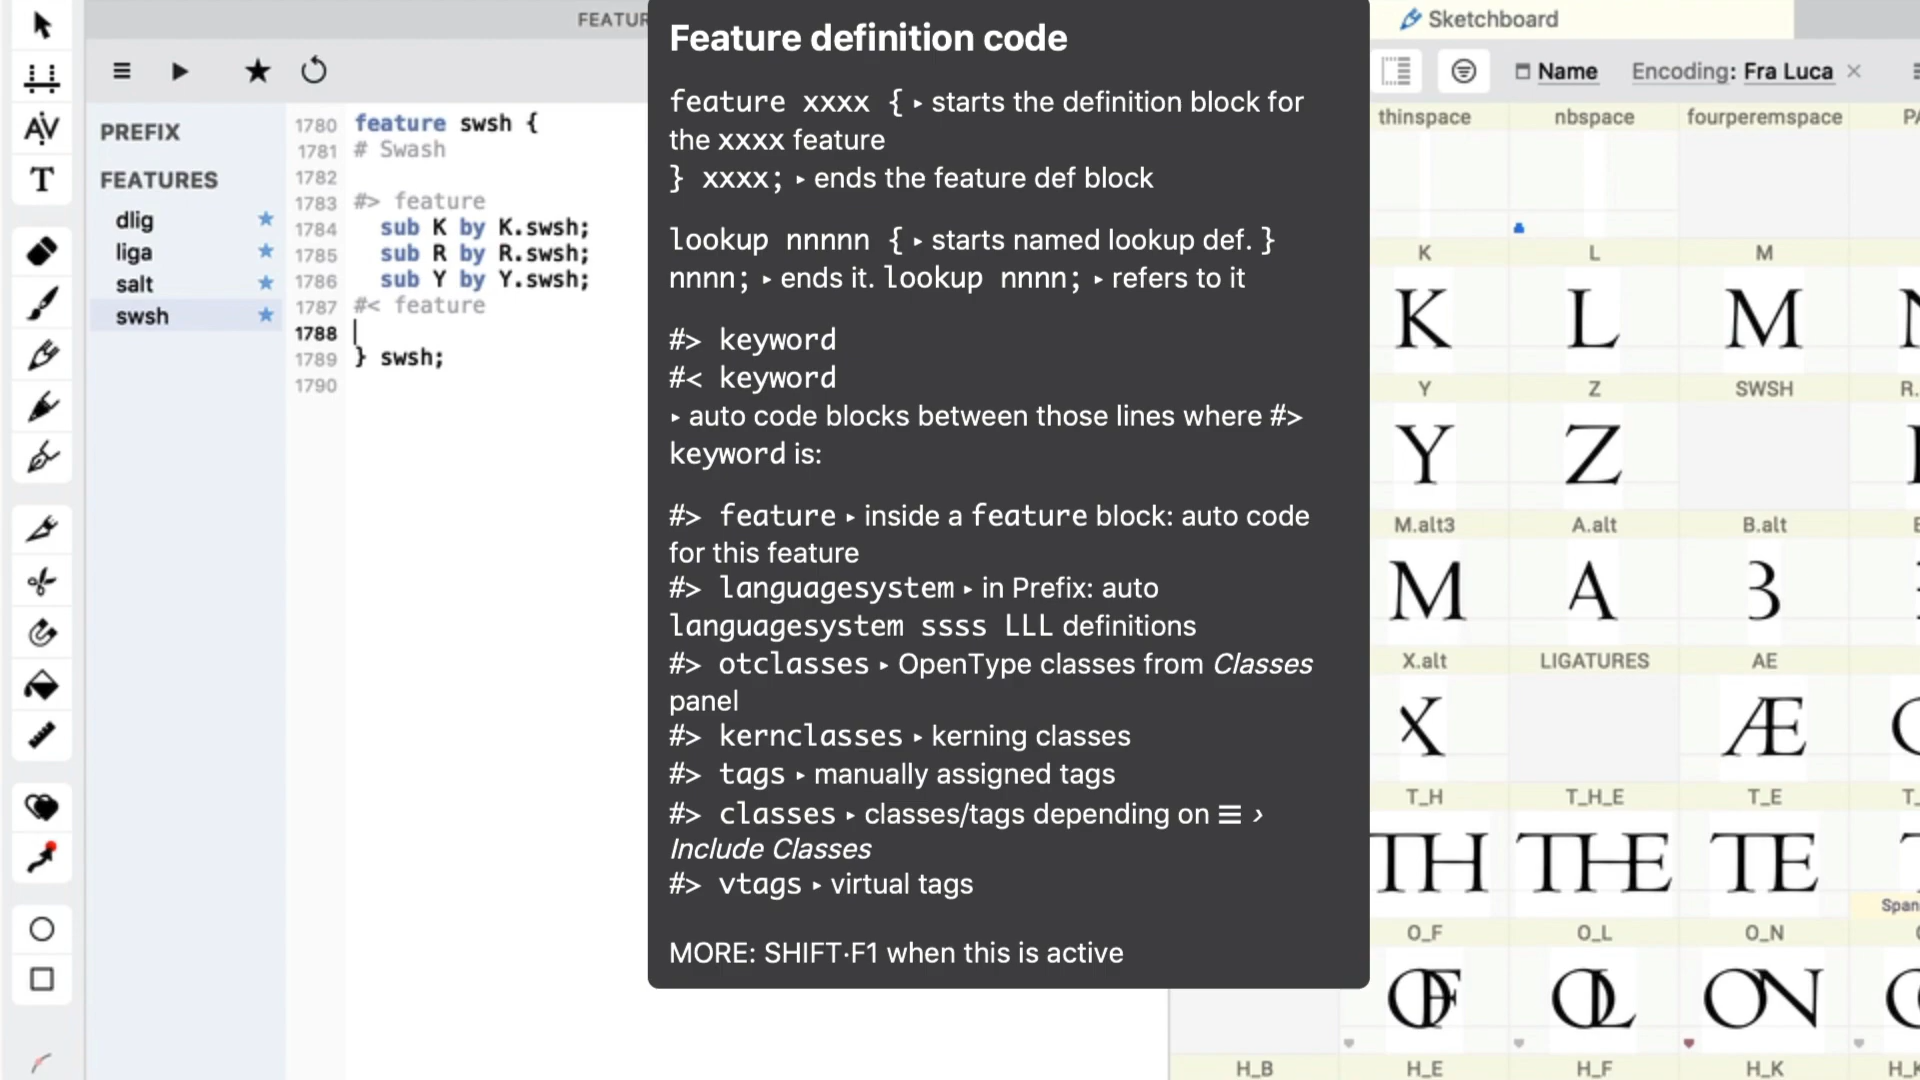 FEATUR
PREFIX
FEATURES
dlig
liga
salt
swsh
1780 feature swsh {
1781 # Swash
1782
1783 #> feature
1784 sub K by K.swsh;
1785 sub R by R.swsh;
1786 sub Y by Y.swsh;
1787 #< feature
1788
1789 } swsh;
1790
Feature definition code
feature xxxx { ▸ starts the definition block for
the xxxx feature
} xxxx; ▸ ends the feature def block
lookup nnnnn { ▸ starts named lookup def. }
nnnn; ▸ ends it. lookup nnnn; ▸ refers to it
#> keyword
#< keyword
▸ auto code blocks between those lines where #>
keyword is:
#> feature ▸ inside a feature block: auto code
for this feature
#> languagesystem ▸ in Prefix: auto
languagesystem ssss LLL definitions
#> otclasses ▸ OpenType classes from Classes
panel
#> kernclasses ▸ kerning classes
#> tags ▸ manually assigned tags
#> classes ▸ classes/tags depending on ☰ ›
Include Classes
#> vtags ▸ virtual tags
MORE: SHIFT·F1 when this is active
Sketchboard
Name Encoding: Fra Luca ×
thinspace nbspace fourperemspace PA
K L M
K L M N
Y Z SWSH R.
Y Z
M.alt3 A.alt B.alt
M A 3
X.alt LIGATURES AE
X Æ
T_H T_H_E T_E T_
TH THE TE
Span
O_F O_L O_N
OF OL ON
H_B H_E H_F H_K